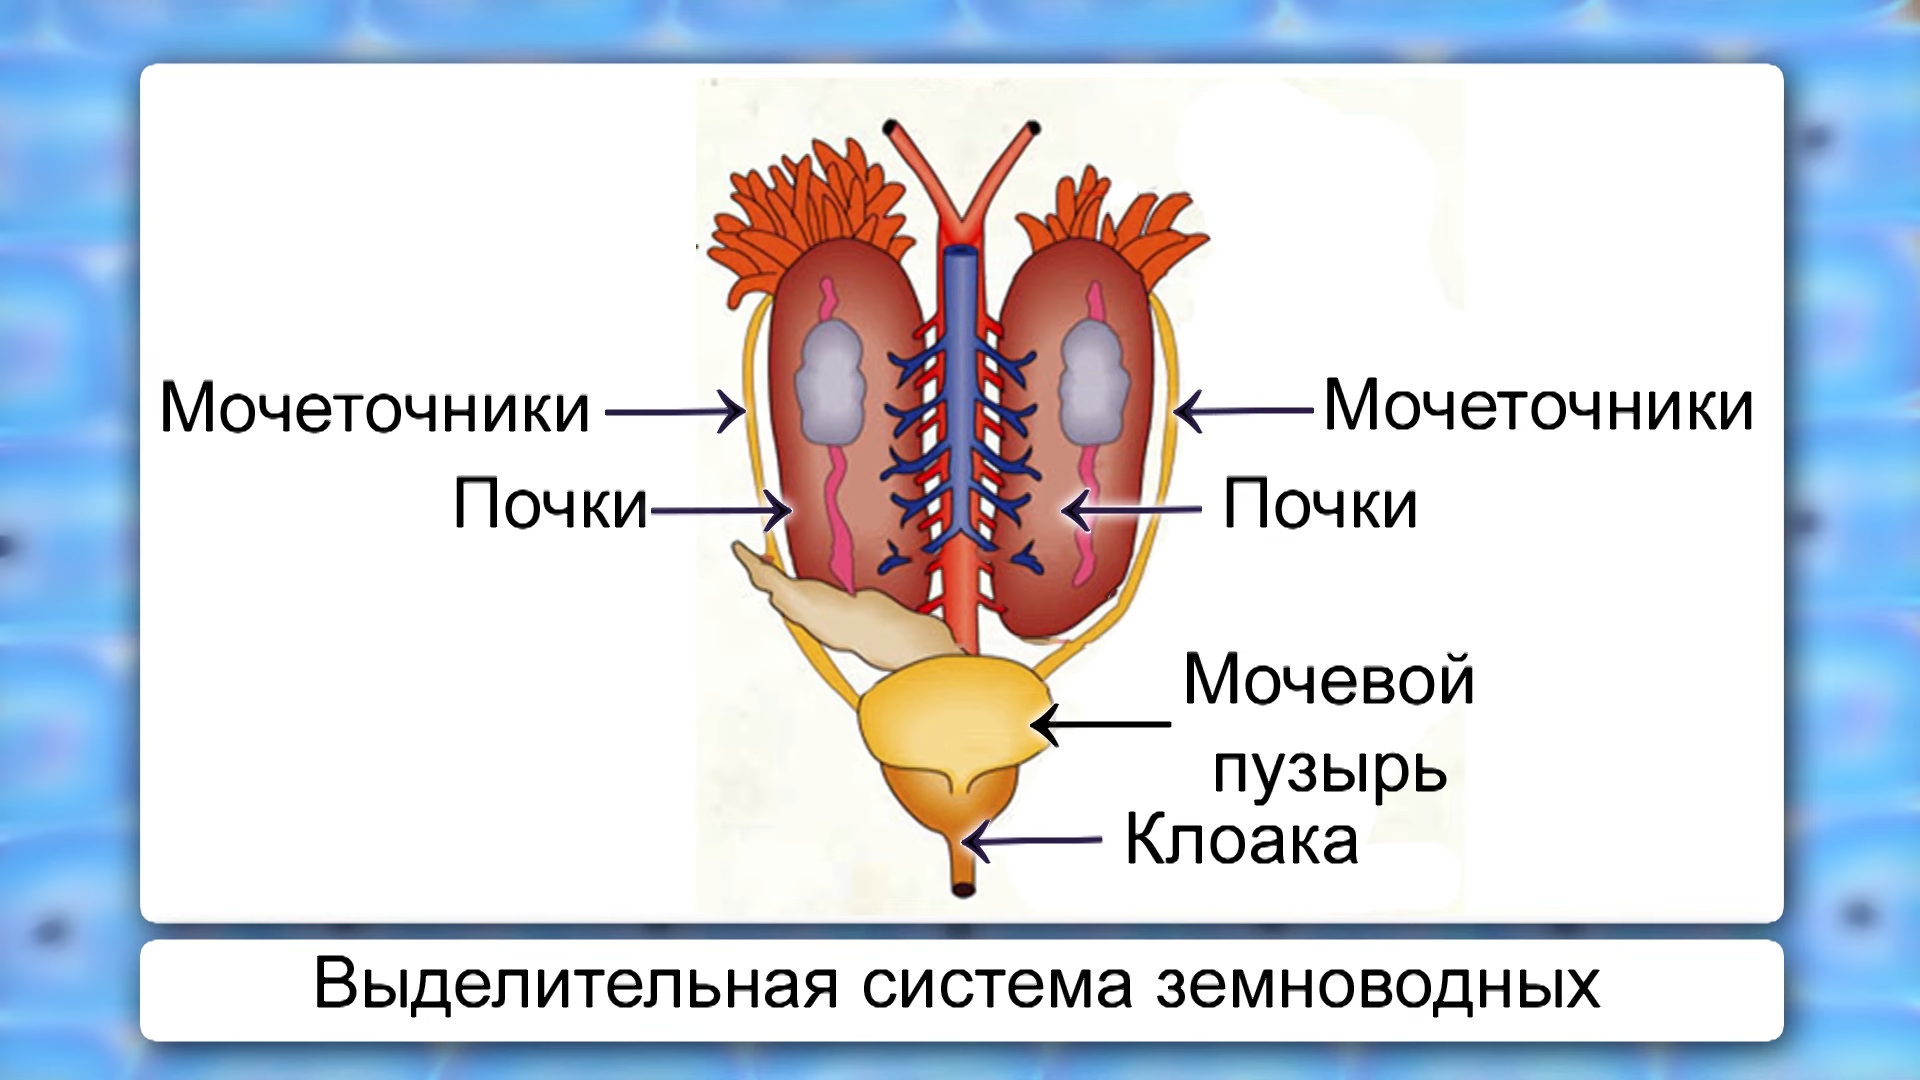 Мочеточники
Мочеточники
Почки
Почки
Мочевой
пузырь
Клоака
Выделительная система земноводных